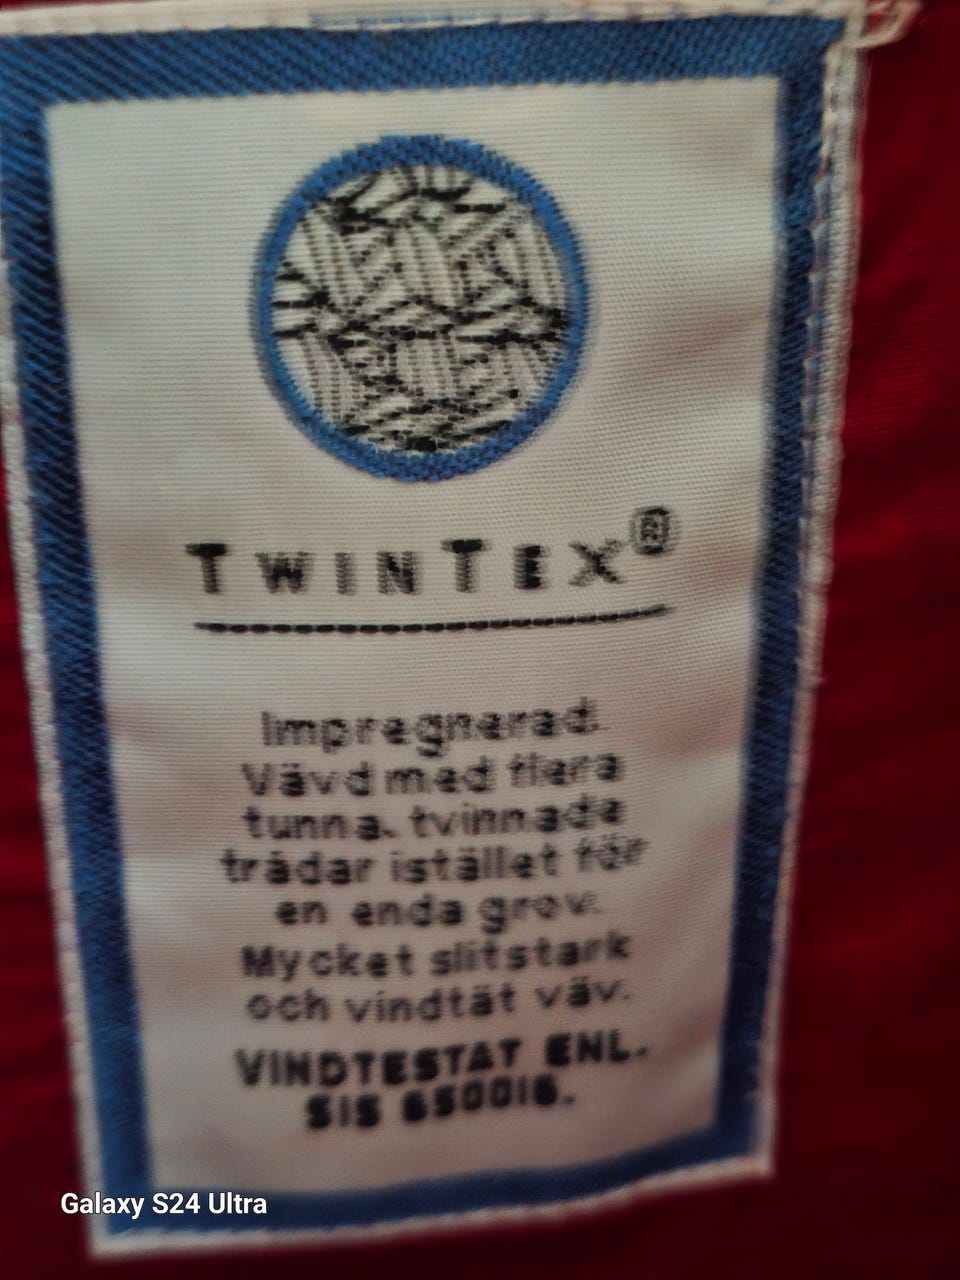 TWINTEX®
Impregnerad.
Vävd med flera
tunna, tvinnade
trådar istället för
en enda grov.
Mycket slitstark
och vindtät väv.
VINDTESTAT ENL.
SIS 650016.
Galaxy S24 Ultra